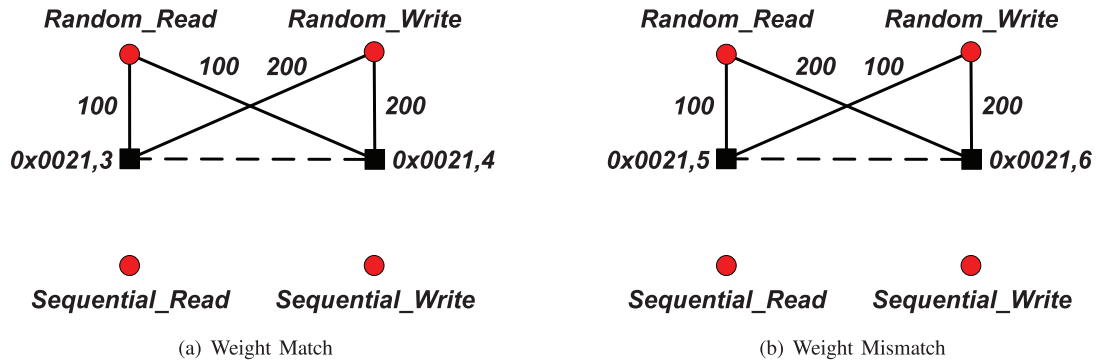 Random_Read Random_Write Random_Read Random_Write
100 200 200 100
100 200 100 200
0x0021,3 0x0021,4 0x0021,5 0x0021,6
Sequential_Read Sequential_Write Sequential_Read Sequential_Write
(a) Weight Match (b) Weight Mismatch